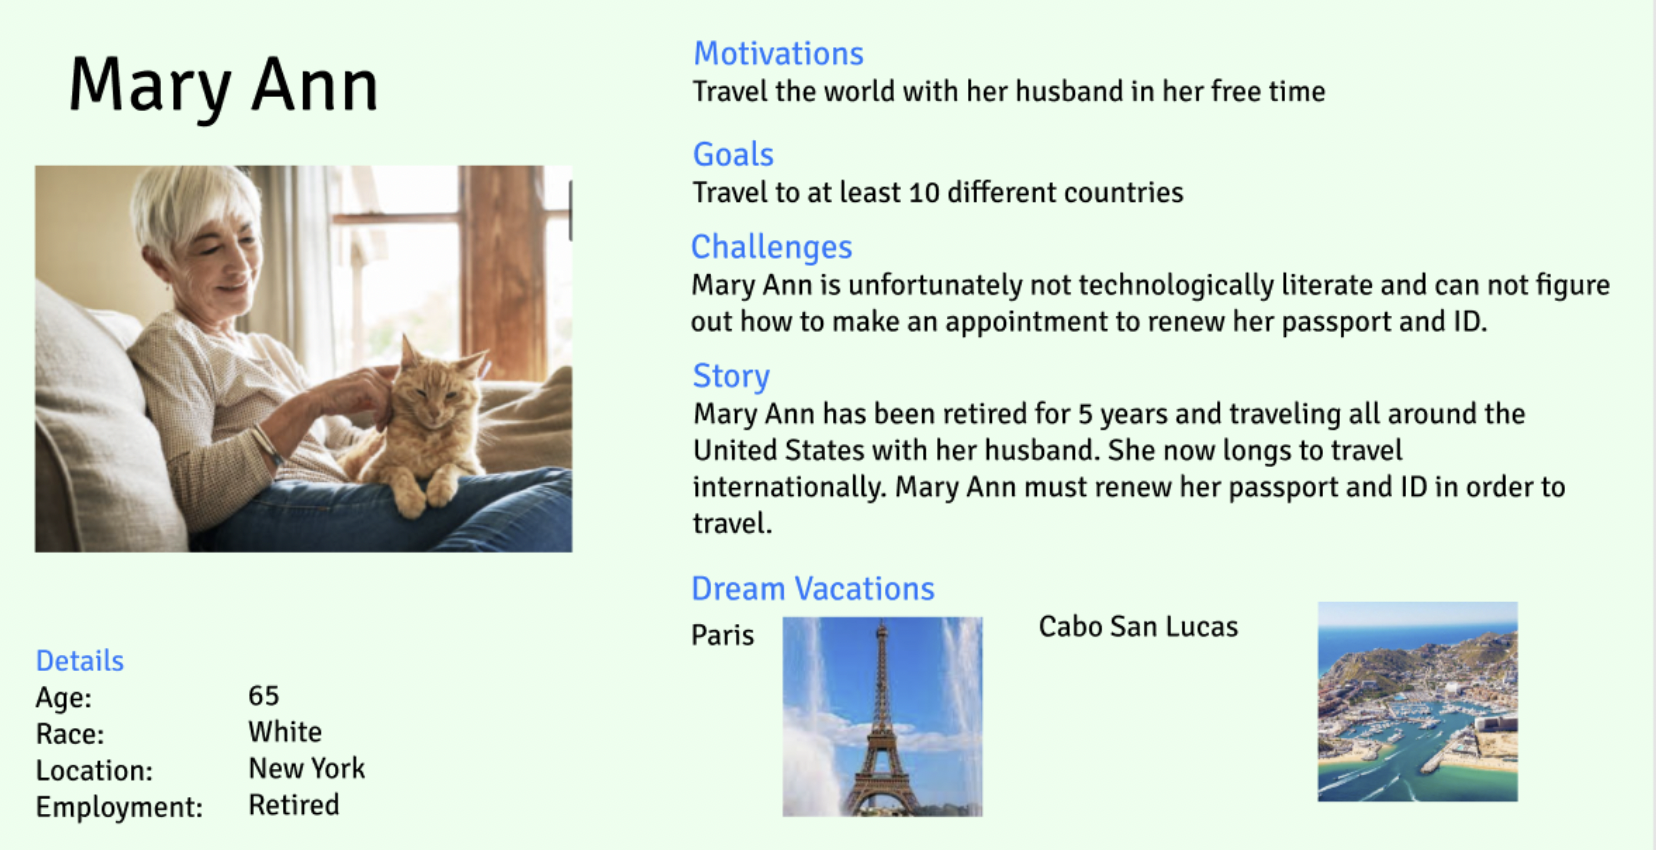 Mary Ann
Details
Age: 65
Race: White
Location: New York
Employment: Retired
Motivations
Travel the world with her husband in her free time
Goals
Travel to at least 10 different countries
Challenges
Mary Ann is unfortunately not technologically literate and can not figure
out how to make an appointment to renew her passport and ID.
Story
Mary Ann has been retired for 5 years and traveling all around the
United States with her husband. She now longs to travel
internationally. Mary Ann must renew her passport and ID in order to
travel.
Dream Vacations
Paris
Cabo San Lucas